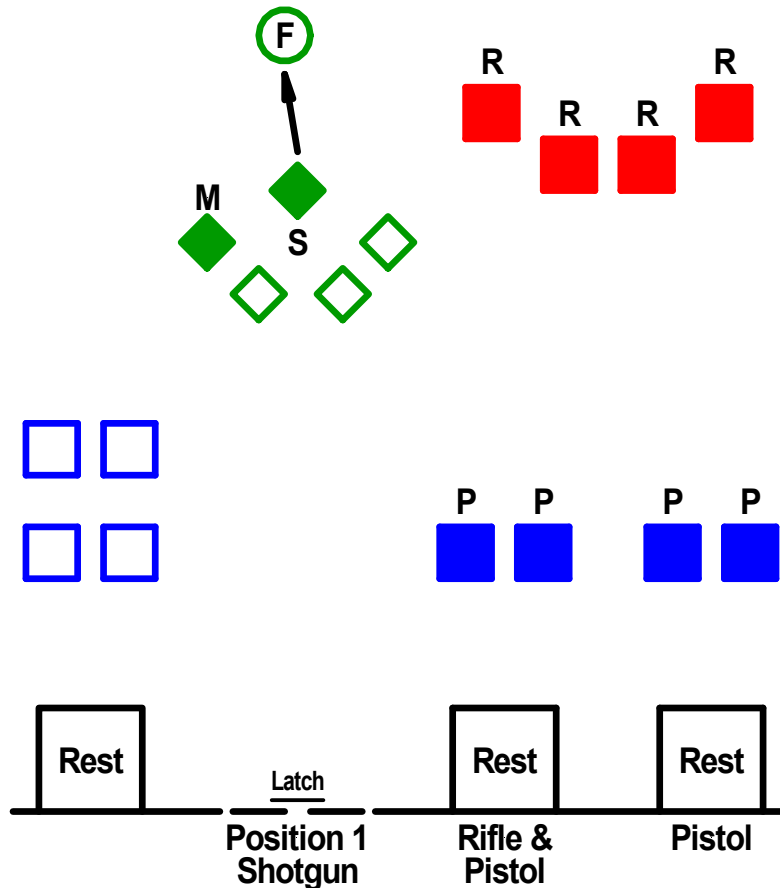 F
R R
R R
M
S
P P P P
Rest Rest Rest
Latch
Position 1
Shotgun
Rifle &
Pistol
Pistol